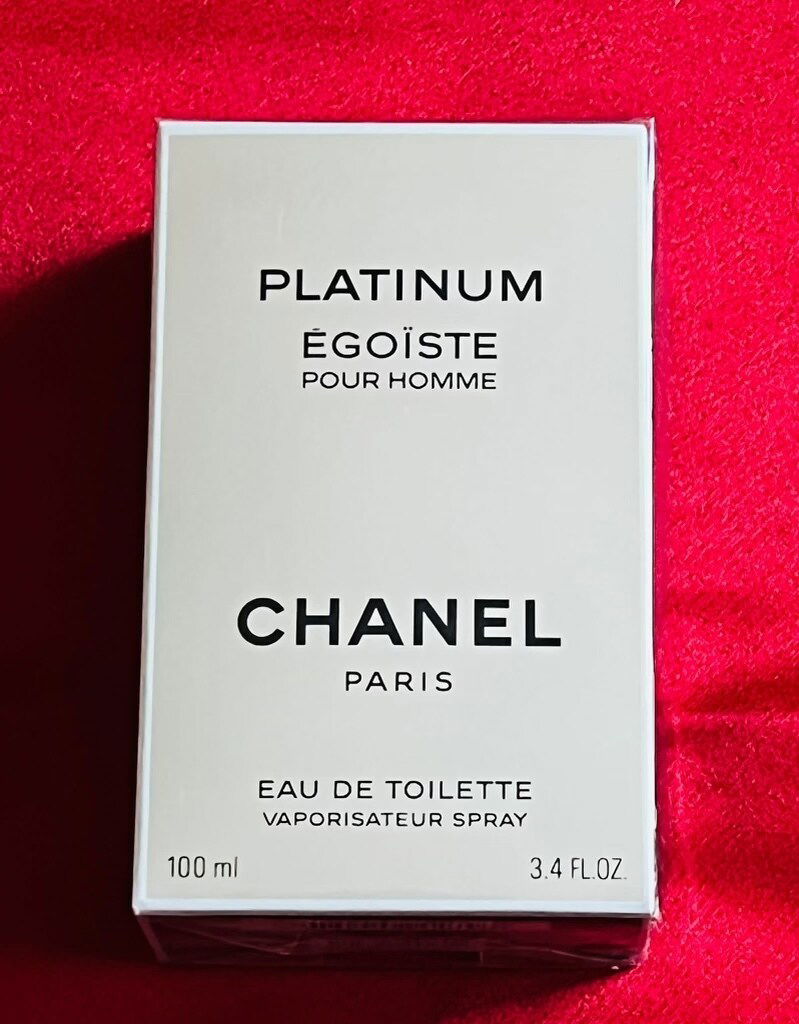 PLATINUM
ÉGOÏSTE
POUR HOMME
CHANEL
PARIS
EAU DE TOILETTE
VAPORISATEUR SPRAY
100 ml 3.4 FL.OZ.